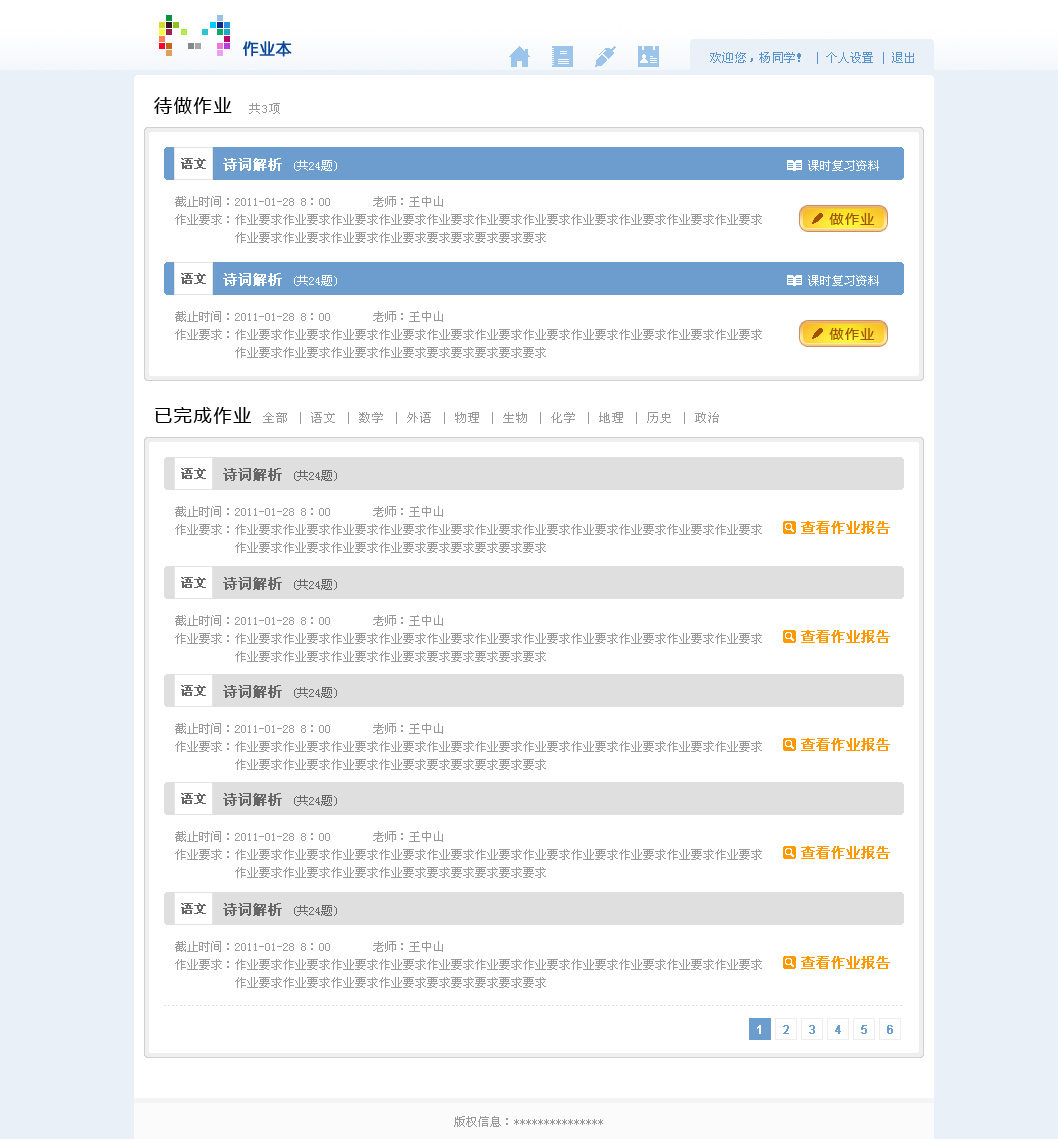 作业本
欢迎您，杨同学！ | 个人设置 | 退出
待做作业 共3项
语文 诗词解析 (共24题) 课时复习资料
截止时间：2011-01-28 8：00 老师：王中山
作业要求：作业要求作业要求作业要求作业要求作业要求作业要求作业要求作业要求作业要求作业要求作业要求
做作业
作业要求作业要求作业要求作业要求要求要求要求要求要求
语文 诗词解析 (共24题) 课时复习资料
截止时间：2011-01-28 8：00 老师：王中山
作业要求：作业要求作业要求作业要求作业要求作业要求作业要求作业要求作业要求作业要求作业要求作业要求
做作业
作业要求作业要求作业要求作业要求要求要求要求要求要求
已完成作业 全部 | 语文 | 数学 | 外语 | 物理 | 生物 | 化学 | 地理 | 历史 | 政治
语文 诗词解析 (共24题)
截止时间：2011-01-28 8：00 老师：王中山
作业要求：作业要求作业要求作业要求作业要求作业要求作业要求作业要求作业要求作业要求作业要求作业要求
查看作业报告
作业要求作业要求作业要求作业要求要求要求要求要求要求
语文 诗词解析 (共24题)
截止时间：2011-01-28 8：00 老师：王中山
作业要求：作业要求作业要求作业要求作业要求作业要求作业要求作业要求作业要求作业要求作业要求作业要求
查看作业报告
作业要求作业要求作业要求作业要求要求要求要求要求要求
语文 诗词解析 (共24题)
截止时间：2011-01-28 8：00 老师：王中山
作业要求：作业要求作业要求作业要求作业要求作业要求作业要求作业要求作业要求作业要求作业要求作业要求
查看作业报告
作业要求作业要求作业要求作业要求要求要求要求要求要求
语文 诗词解析 (共24题)
截止时间：2011-01-28 8：00 老师：王中山
作业要求：作业要求作业要求作业要求作业要求作业要求作业要求作业要求作业要求作业要求作业要求作业要求
查看作业报告
作业要求作业要求作业要求作业要求要求要求要求要求要求
语文 诗词解析 (共24题)
截止时间：2011-01-28 8：00 老师：王中山
作业要求：作业要求作业要求作业要求作业要求作业要求作业要求作业要求作业要求作业要求作业要求作业要求
查看作业报告
作业要求作业要求作业要求作业要求要求要求要求要求要求
1 2 3 4 5 6
版权信息：***************